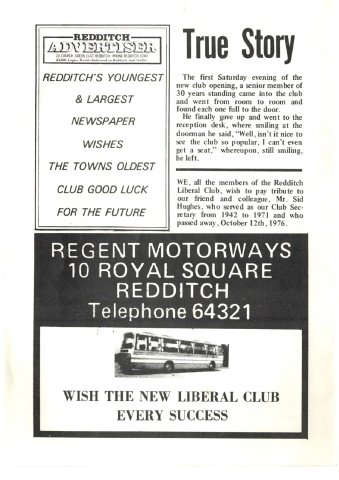 REDDITCH
ADVERTISER
REDDITCH'S YOUNGEST
& LARGEST
NEWSPAPER
WISHES
THE TOWNS OLDEST
CLUB GOOD LUCK
FOR THE FUTURE
True Story
The first Saturday evening of the
new club opening, a senior member of
30 years standing came into the club
and went from room to room and
found each one full to the door.
He finally gave up and went to the
reception desk, where smiling at the
doorman he said, "Well, isn't it nice to
see the club so popular, I can't even
get a seat," whereupon, still smiling,
he left.
WE, all the members of the Redditch
Liberal Club, wish to pay tribute to
our friend and colleague, Mr. Sid
Hughes, who served as our Club Sec-
retary from 1942 to 1971 and who
passed away, October 12th, 1976.
REGENT MOTORWAYS
10 ROYAL SQUARE
REDDITCH
Telephone 64321
WISH THE NEW LIBERAL CLUB
EVERY SUCCESS